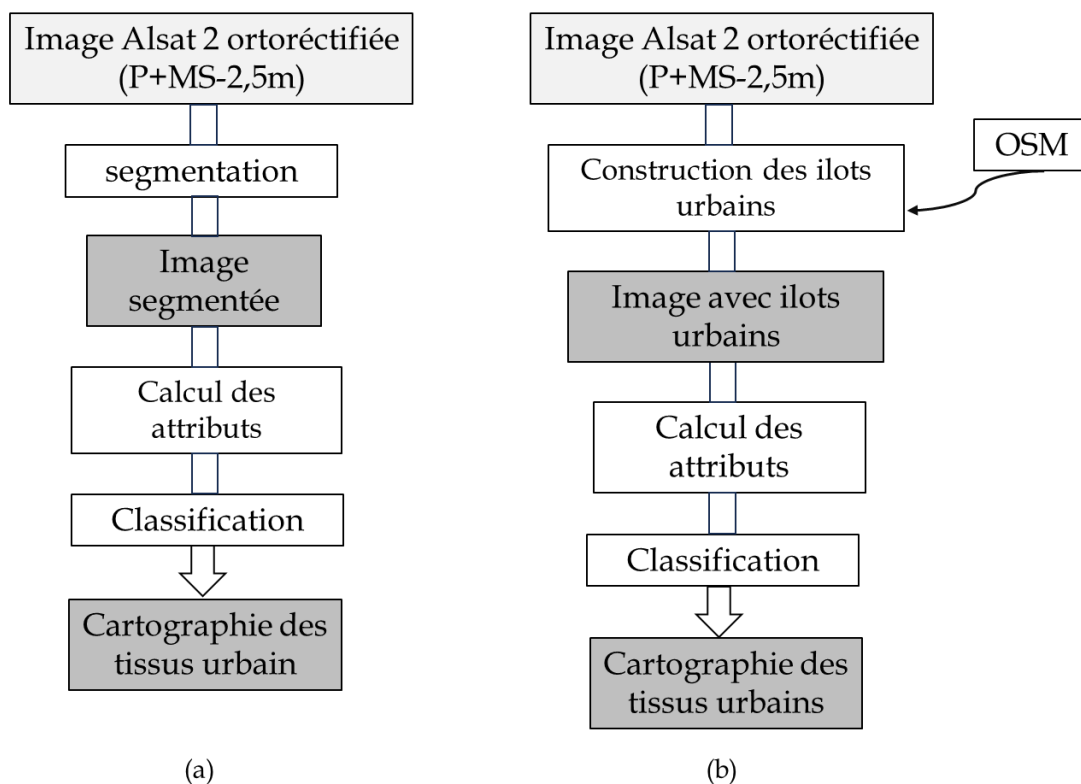 Image Alsat 2 ortoréctifiée
(P+MS-2,5m)
segmentation
Image
segmentée
Calcul des
attributs
Classification
Cartographie des
tissus urbain
(a)
Image Alsat 2 ortoréctifiée
(P+MS-2,5m)
OSM
Construction des ilots
urbains
Image avec ilots
urbains
Calcul des
attributs
Classification
Cartographie des
tissus urbains
(b)